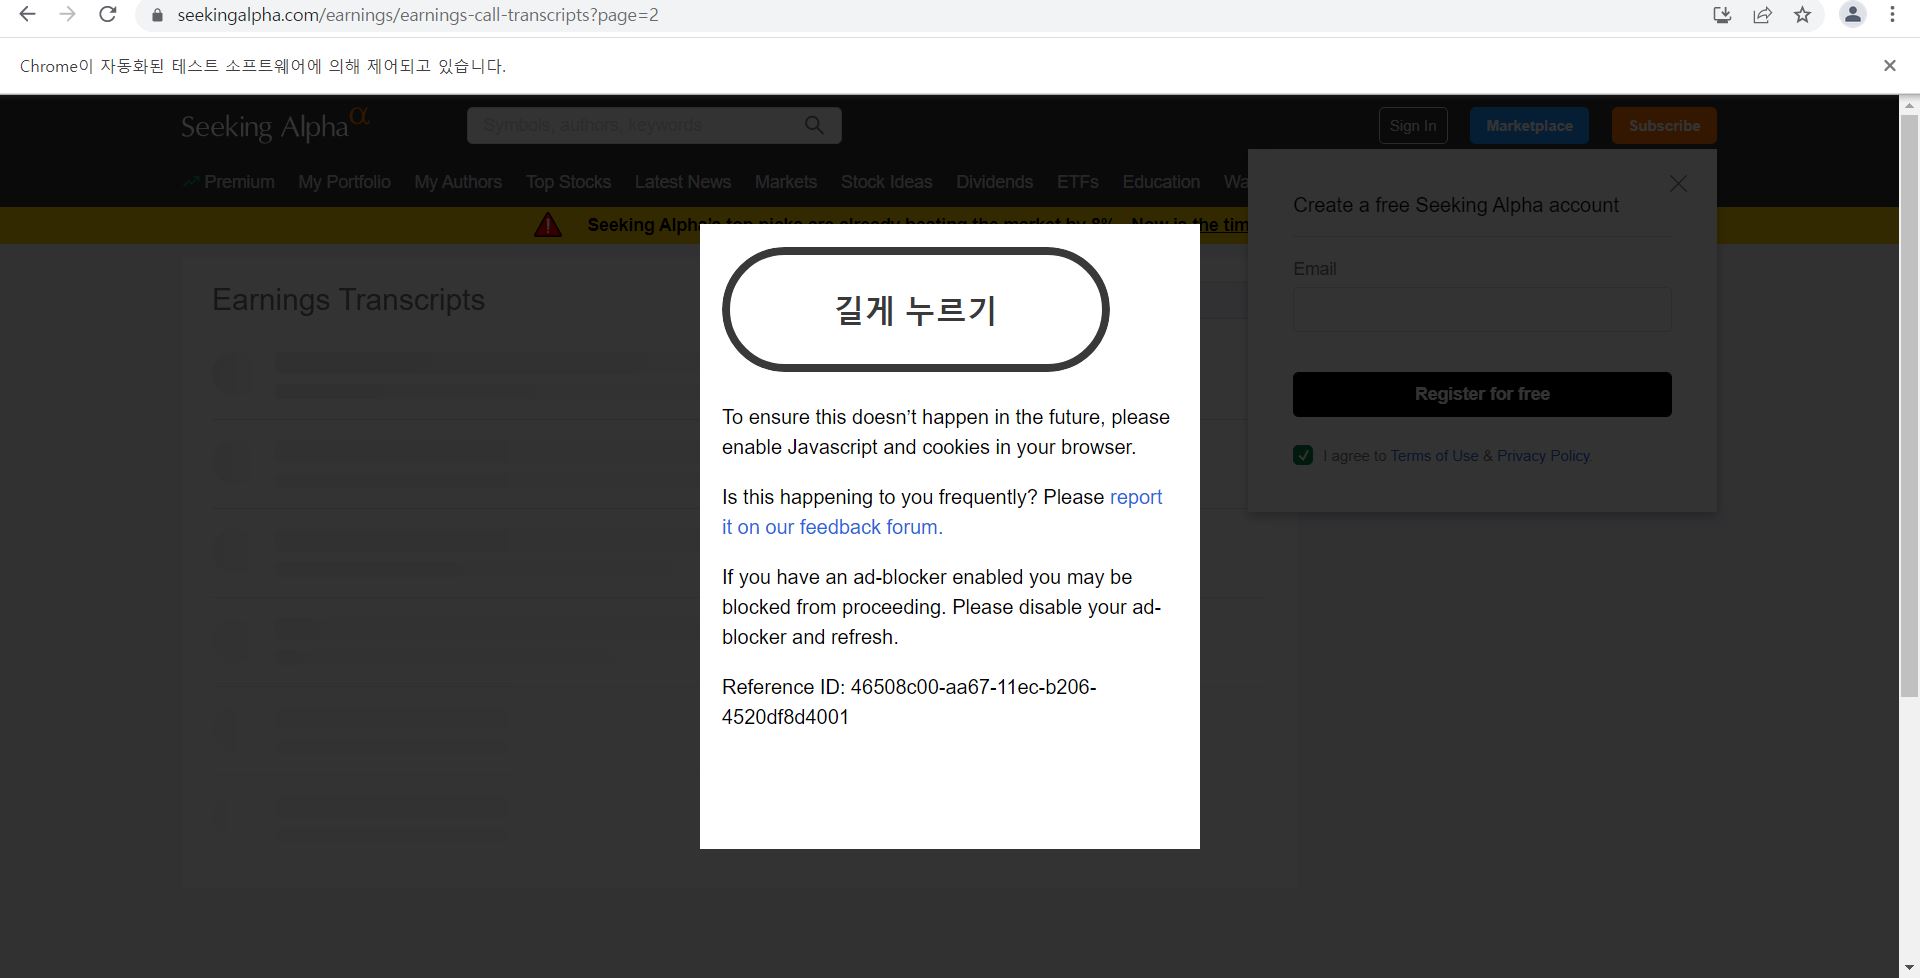 seekingalpha.com/earnings/earnings-call-transcripts?page=2
Chrome이 자동화된 테스트 소프트웨어에 의해 제어되고 있습니다.
Seeking Alpha α
Symbols, authors, keywords
Sign In
Marketplace
Subscribe
Premium My Portfolio My Authors Top Stocks Latest News Markets Stock Ideas Dividends ETFs Education Wa
Seeking Alpha's top picks are already beating the market by 8% Now is the tim
Create a free Seeking Alpha account
Email
Register for free
I agree to Terms of Use & Privacy Policy.
Earnings Transcripts
길게 누르기
To ensure this doesn’t happen in the future, please
enable Javascript and cookies in your browser.
Is this happening to you frequently? Please report
it on our feedback forum.
If you have an ad-blocker enabled you may be
blocked from proceeding. Please disable your ad-
blocker and refresh.
Reference ID: 46508c00-aa67-11ec-b206-
4520df8d4001